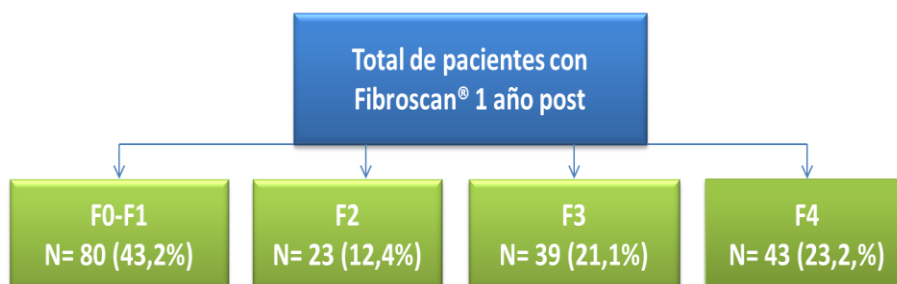 Total de pacientes con
Fibroscan® 1 año post
F0-F1
N= 80 (43,2%)
F2
N= 23 (12,4%)
F3
N= 39 (21,1%)
F4
N= 43 (23,2,%)